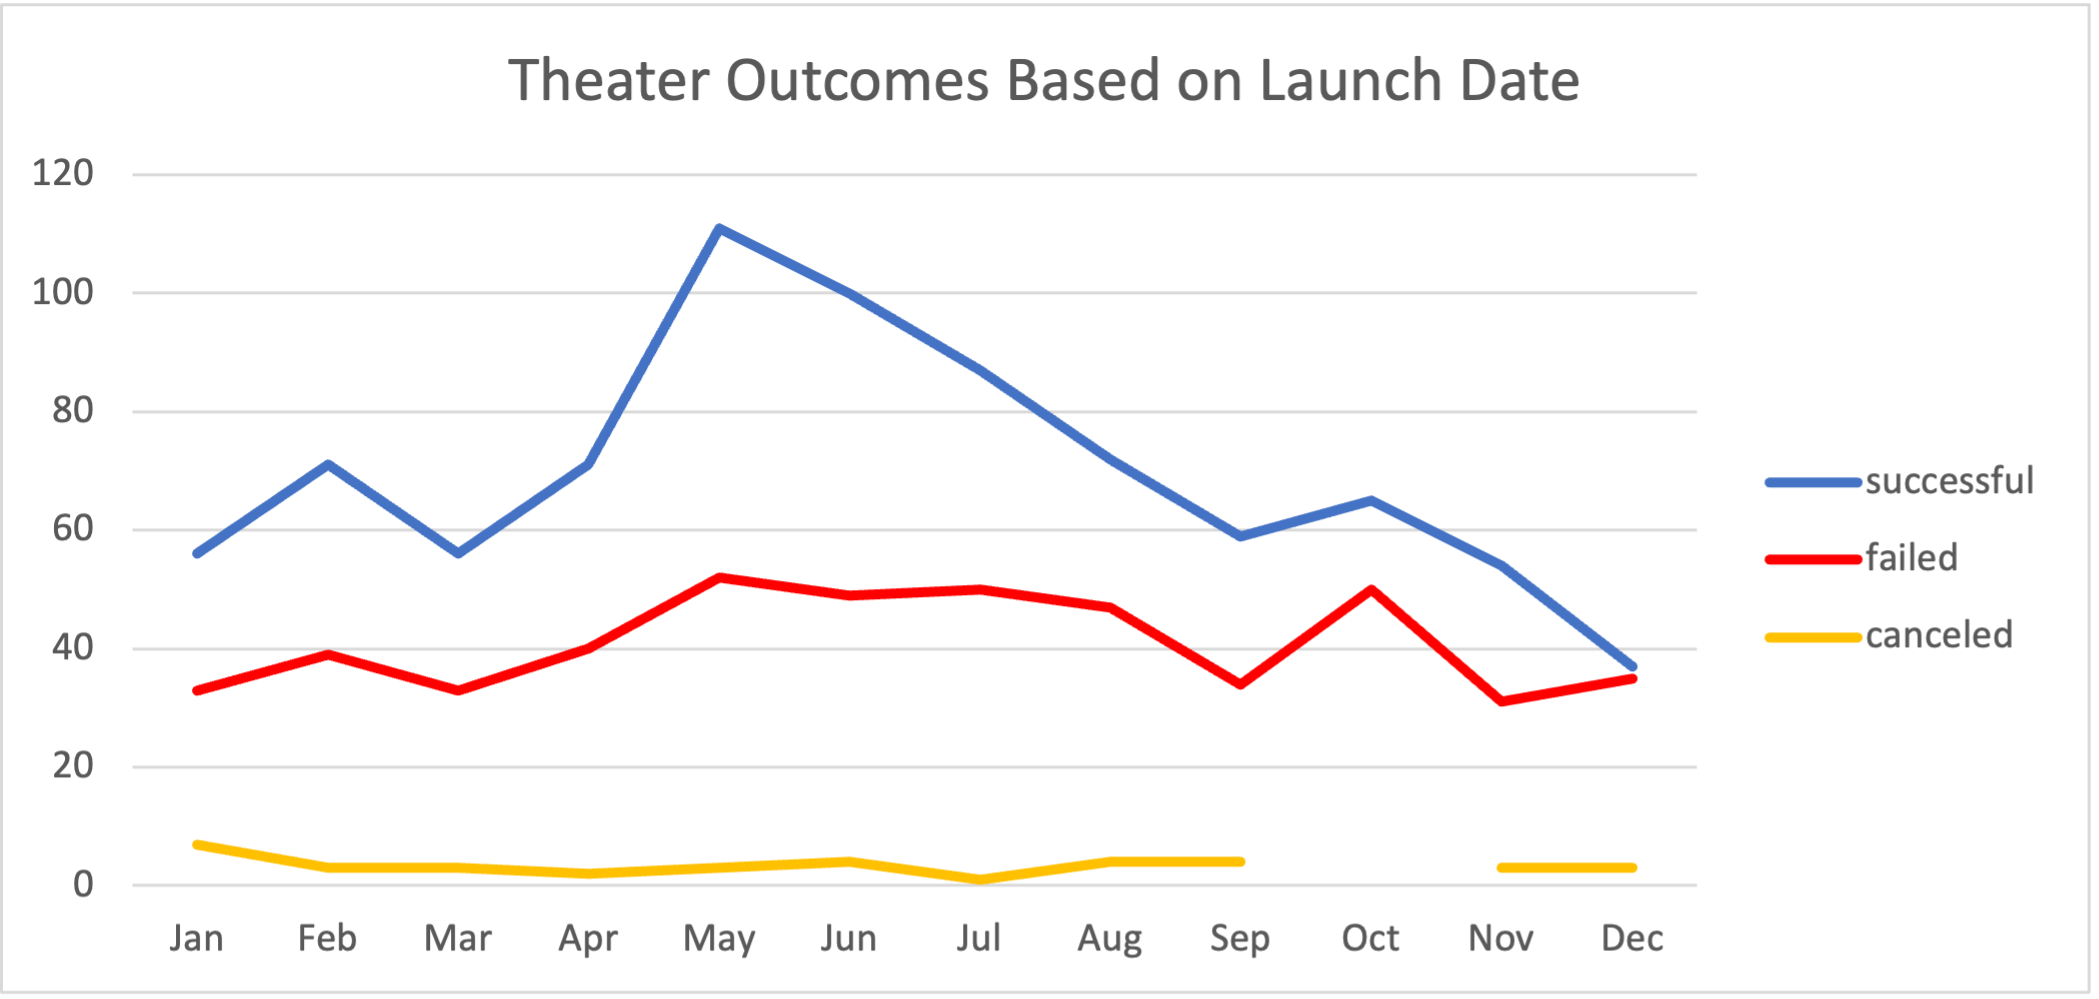 Theater Outcomes Based on Launch Date
120
100
80
60
40
20
0
Jan Feb Mar Apr May Jun Jul Aug Sep Oct Nov Dec
successful
failed
canceled